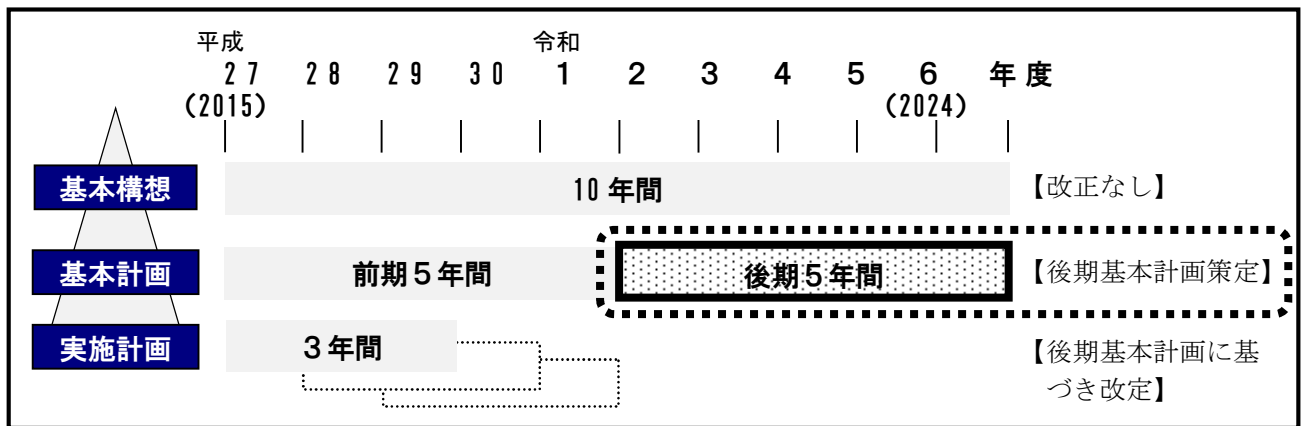 平成 令和
27 28 29 30 1 2 3 4 5 6 年度
(2015) (2024)
基本構想 10年間 【改正なし】
基本計画 前期5年間 後期5年間 【後期基本計画策定】
実施計画 3年間 【後期基本計画に基
づき改定】